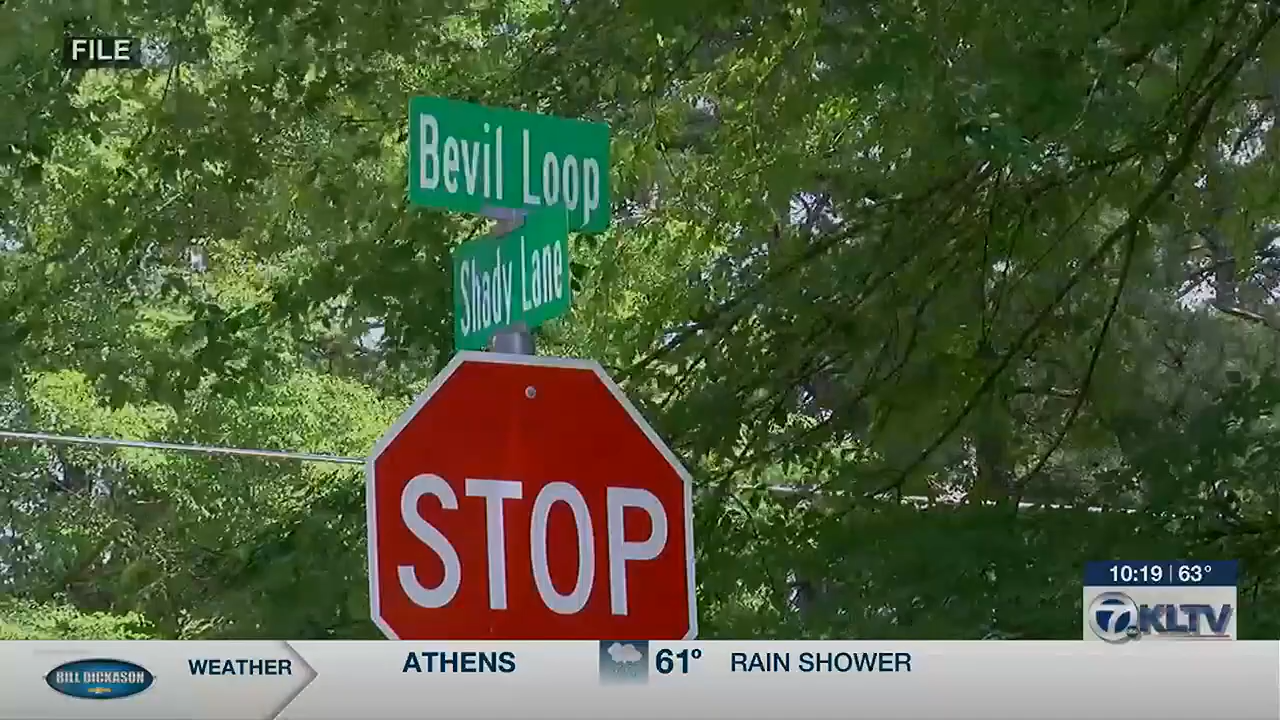 FILE
Bevil Loop
Shady Lane
STOP
10:19 | 63°
7 KLTV
BILL DICKASON
WEATHER
ATHENS
61°
RAIN SHOWER